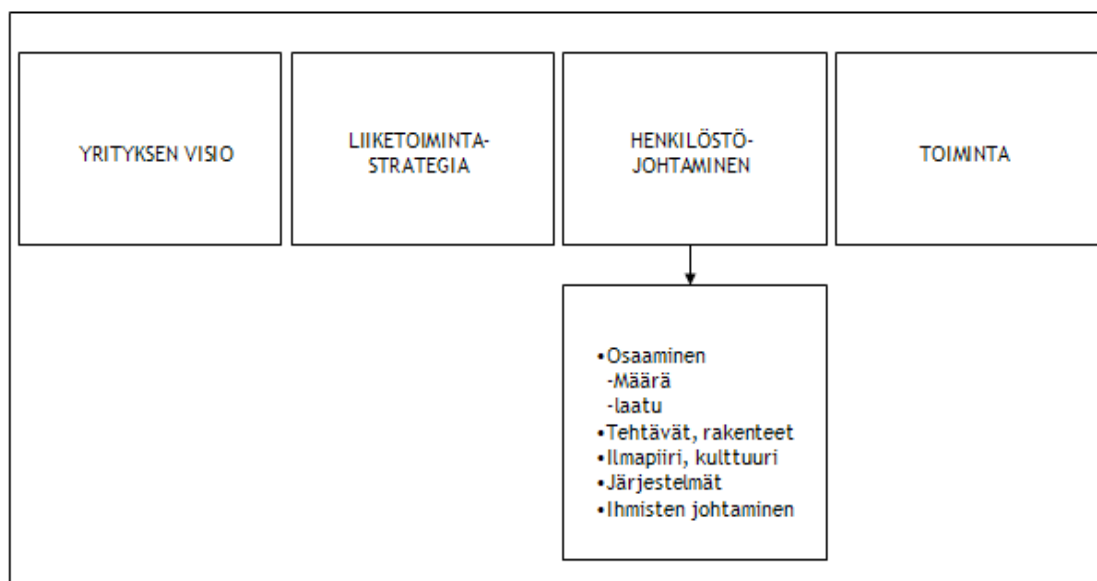 YRITYKSEN VISIO
LIIKETOIMINTA-
STRATEGIA
HENKILÖSTÖ-
JOHTAMINEN
TOIMINTA
•Osaaminen
-Määrä
-laatu
•Tehtävät, rakenteet
•Ilmapiiri, kulttuuri
•Järjestelmät
•Ihmisten johtaminen